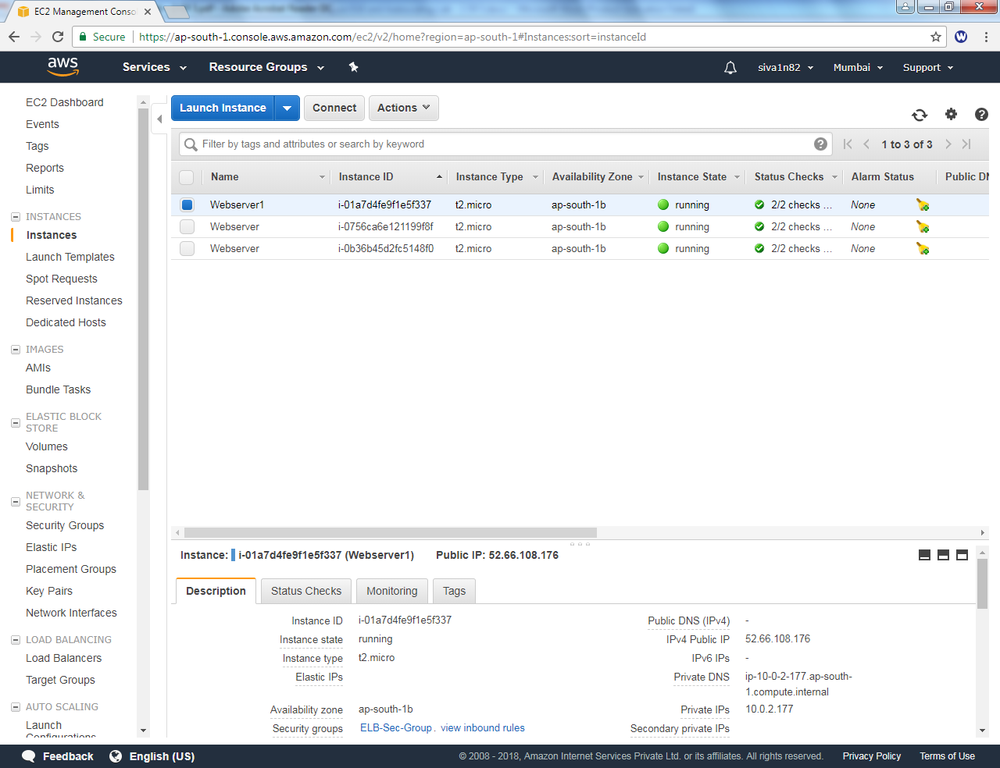 EC2 Management Conso
Secure https://ap-south-1.console.aws.amazon.com/ec2/v2/home?region=ap-south-1#Instances:sort=instanceId
W
aws Services Resource Groups siva1n82 Mumbai Support
EC2 Dashboard
Events
Tags
Reports
Limits
INSTANCES
Instances
Launch Templates
Spot Requests
Reserved Instances
Dedicated Hosts
IMAGES
AMIs
Bundle Tasks
ELASTIC BLOCK
STORE
Volumes
Snapshots
NETWORK &
SECURITY
Security Groups
Elastic IPs
Placement Groups
Key Pairs
Network Interfaces
LOAD BALANCING
Load Balancers
Target Groups
AUTO SCALING
Launch
Configurations
Launch Instance Connect Actions
Filter by tags and attributes or search by keyword 1 to 3 of 3
Name Instance ID Instance Type Availability Zone Instance State Status Checks Alarm Status Public DN
Webserver1 i-01a7d4fe9f1e5f337 t2.micro ap-south-1b running 2/2 checks ... None
Webserver i-0756ca6e121199f8f t2.micro ap-south-1b running 2/2 checks ... None
Webserver i-0b36b45d2fc5148f0 t2.micro ap-south-1b running 2/2 checks ... None
Instance: i-01a7d4fe9f1e5f337 (Webserver1) Public IP: 52.66.108.176
Description Status Checks Monitoring Tags
Instance ID i-01a7d4fe9f1e5f337 Public DNS (IPv4) -
Instance state running IPv4 Public IP 52.66.108.176
Instance type t2.micro IPv6 IPs -
Elastic IPs Private DNS ip-10-0-2-177.ap-south-
1.compute.internal
Availability zone ap-south-1b Private IPs 10.0.2.177
Security groups ELB-Sec-Group. view inbound rules Secondary private IPs
Feedback English (US) © 2008 - 2018, Amazon Internet Services Private Ltd. or its affiliates. All rights reserved. Privacy Policy Terms of Use